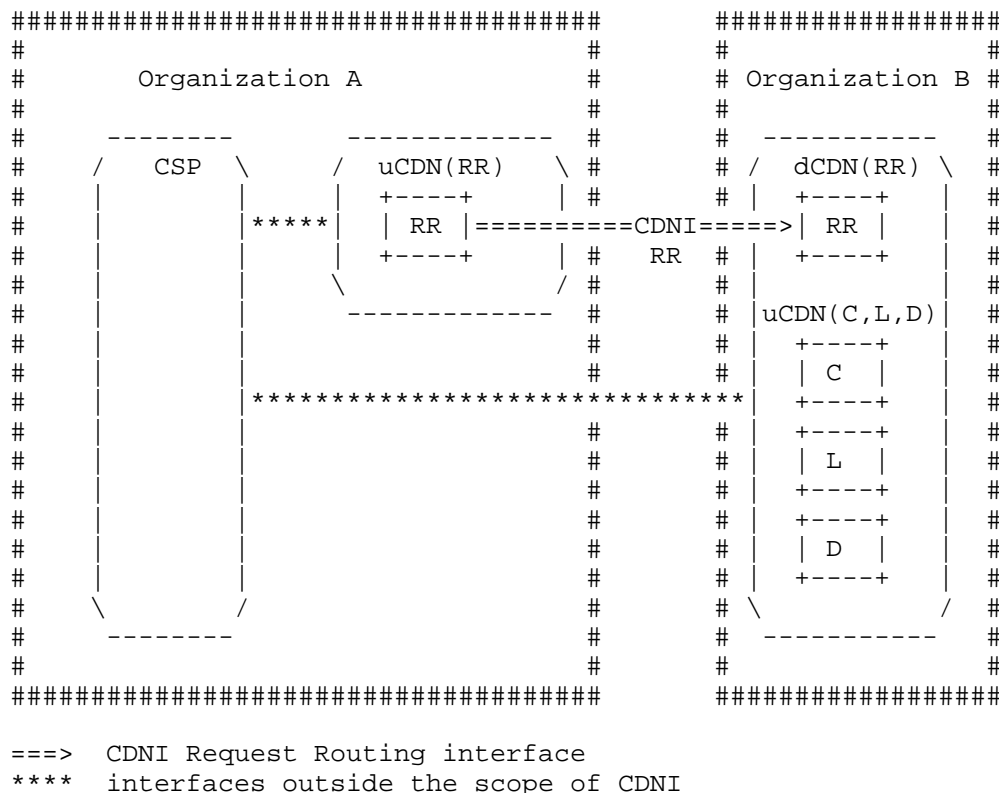 #####################################       ##################
#                                   #       #                #
#       Organization A              #       # Organization B #
#                                   #       #                #
#     --------       -------------  #       #  -----------   #
#    /   CSP  \     /  uCDN(RR)   \ #       # /  dCDN(RR) \  #
#    |        |     |  +----+     | #       # |  +----+   |  #
#    |        |*****|  | RR |==========CDNI=====>| RR |   |  #
#    |        |     |  +----+     | #   RR  # |  +----+   |  #
#    |        |     \             / #       # |           |  #
#    |        |      -------------  #       # |uCDN(C,L,D)|  #
#    |        |                     #       # |  +----+   |  #
#    |        |                     #       # |  | C  |   |  #
#    |        |*******************************|  +----+   |  #
#    |        |                     #       # |  +----+   |  #
#    |        |                     #       # |  | L  |   |  #
#    |        |                     #       # |  +----+   |  #
#    |        |                     #       # |  +----+   |  #
#    |        |                     #       # |  | D  |   |  #
#    |        |                     #       # |  +----+   |  #
#    \        /                     #       # \           /  #
#     --------                      #       #  -----------   #
#                                   #       #                #
#####################################       ##################
===>  CDNI Request Routing interface
****  interfaces outside the scope of CDNI